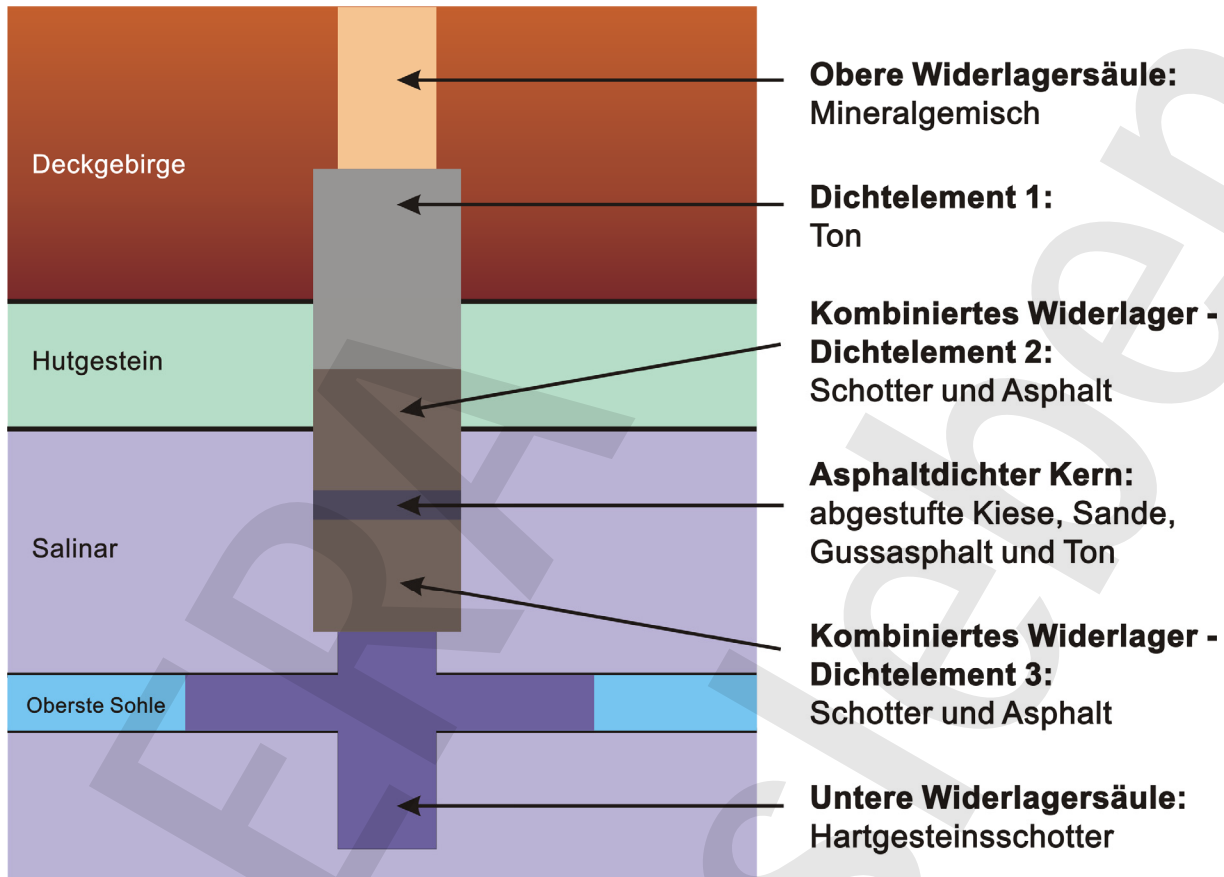 Deckgebirge
Hutgestein
Salinar
Oberste Sohle
Obere Widerlagersäule:
Mineralgemisch
Dichtelement 1:
Ton
Kombiniertes Widerlager -
Dichtelement 2:
Schotter und Asphalt
Asphaltdichter Kern:
abgestufte Kiese, Sande,
Gussasphalt und Ton
Kombiniertes Widerlager -
Dichtelement 3:
Schotter und Asphalt
Untere Widerlagersäule:
Hartgesteinsschotter